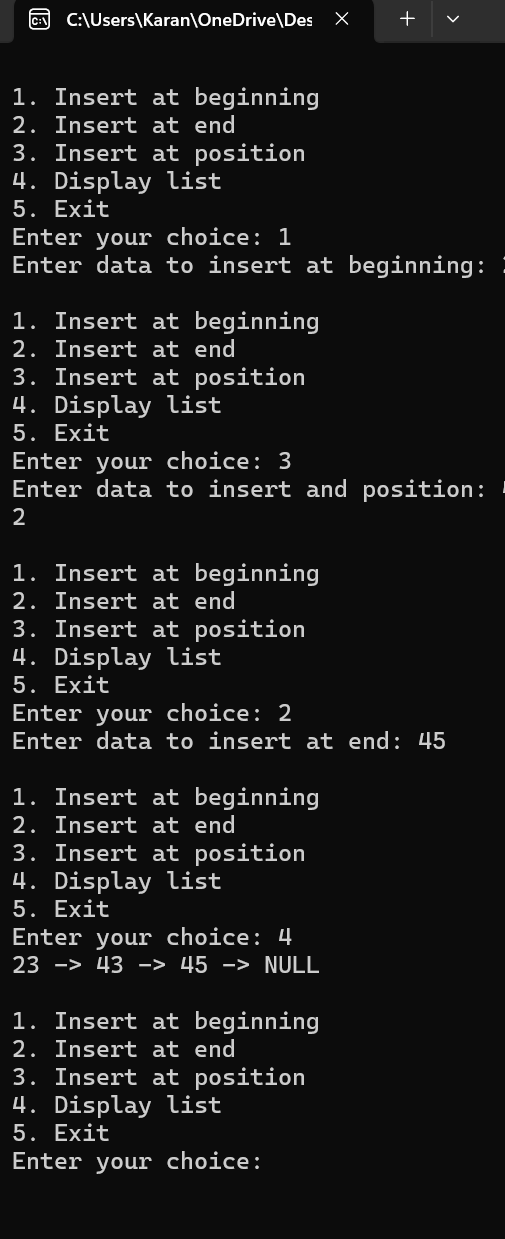 C:\Users\Karan\OneDrive\Des
1. Insert at beginning
2. Insert at end
3. Insert at position
4. Display list
5. Exit
Enter your choice: 1
Enter data to insert at beginning:
1. Insert at beginning
2. Insert at end
3. Insert at position
4. Display list
5. Exit
Enter your choice: 3
Enter data to insert and position:
2
1. Insert at beginning
2. Insert at end
3. Insert at position
4. Display list
5. Exit
Enter your choice: 2
Enter data to insert at end: 45
1. Insert at beginning
2. Insert at end
3. Insert at position
4. Display list
5. Exit
Enter your choice: 4
23 -> 43 -> 45 -> NULL
1. Insert at beginning
2. Insert at end
3. Insert at position
4. Display list
5. Exit
Enter your choice: